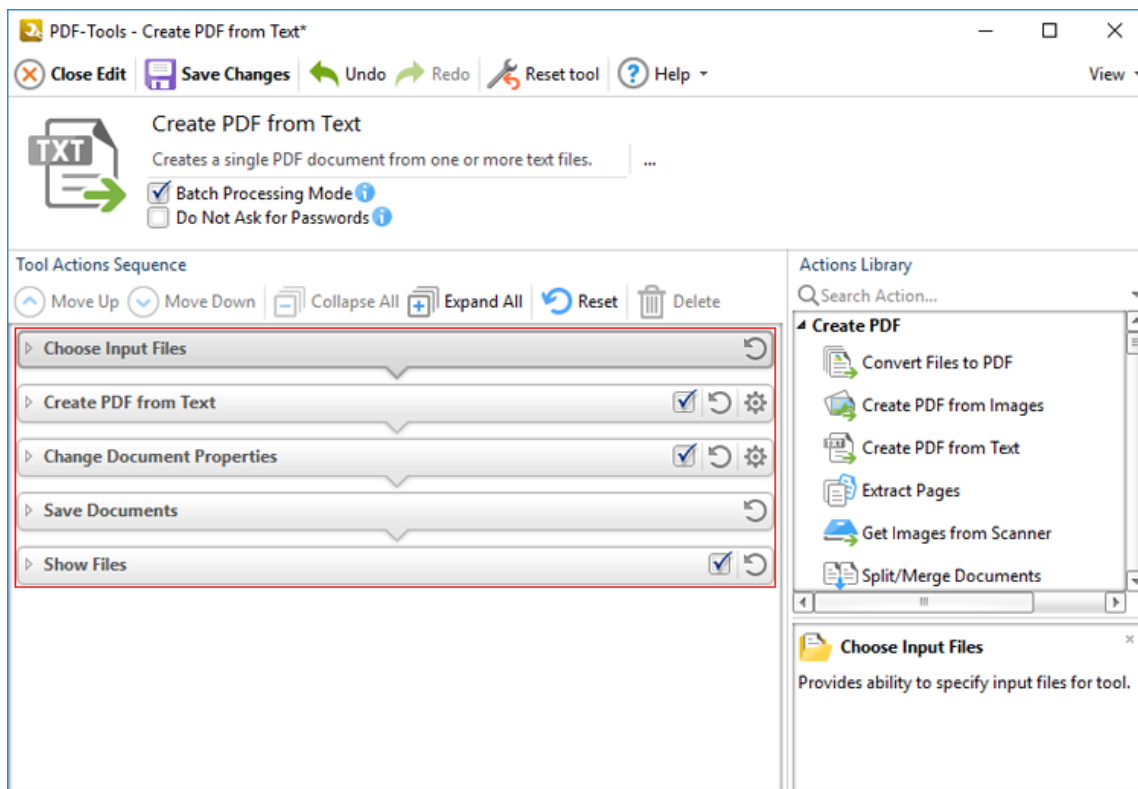 PDF-Tools - Create PDF from Text*
Close Edit Save Changes Undo Redo Reset tool ? Help View
TXT
Create PDF from Text
Creates a single PDF document from one or more text files. ...
Batch Processing Mode i
Do Not Ask for Passwords i
Tool Actions Sequence
Move Up Move Down Collapse All Expand All Reset Delete
Choose Input Files
Create PDF from Text
Change Document Properties
Save Documents
Show Files
Actions Library
Search Action...
Create PDF
Convert Files to PDF
Create PDF from Images
TXT Create PDF from Text
Extract Pages
Get Images from Scanner
Split/Merge Documents
Choose Input Files
Provides ability to specify input files for tool.